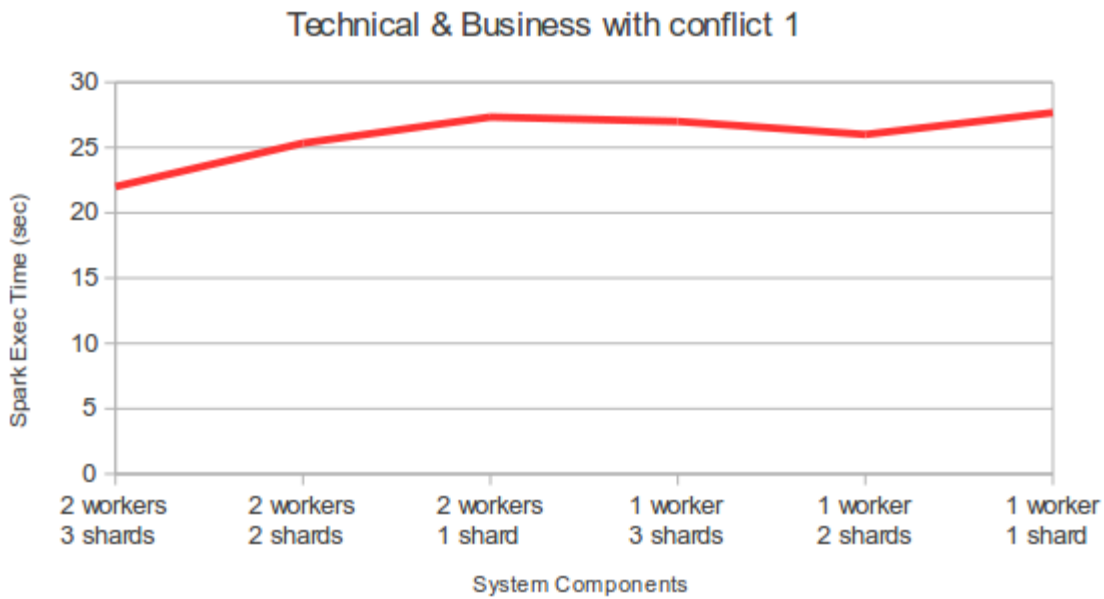 Technical & Business with conflict 1
30
25
20
15
10
5
0
Spark Exec Time (sec)
2 workers
3 shards
2 workers
2 shards
2 workers
1 shard
1 worker
3 shards
1 worker
2 shards
1 worker
1 shard
System Components